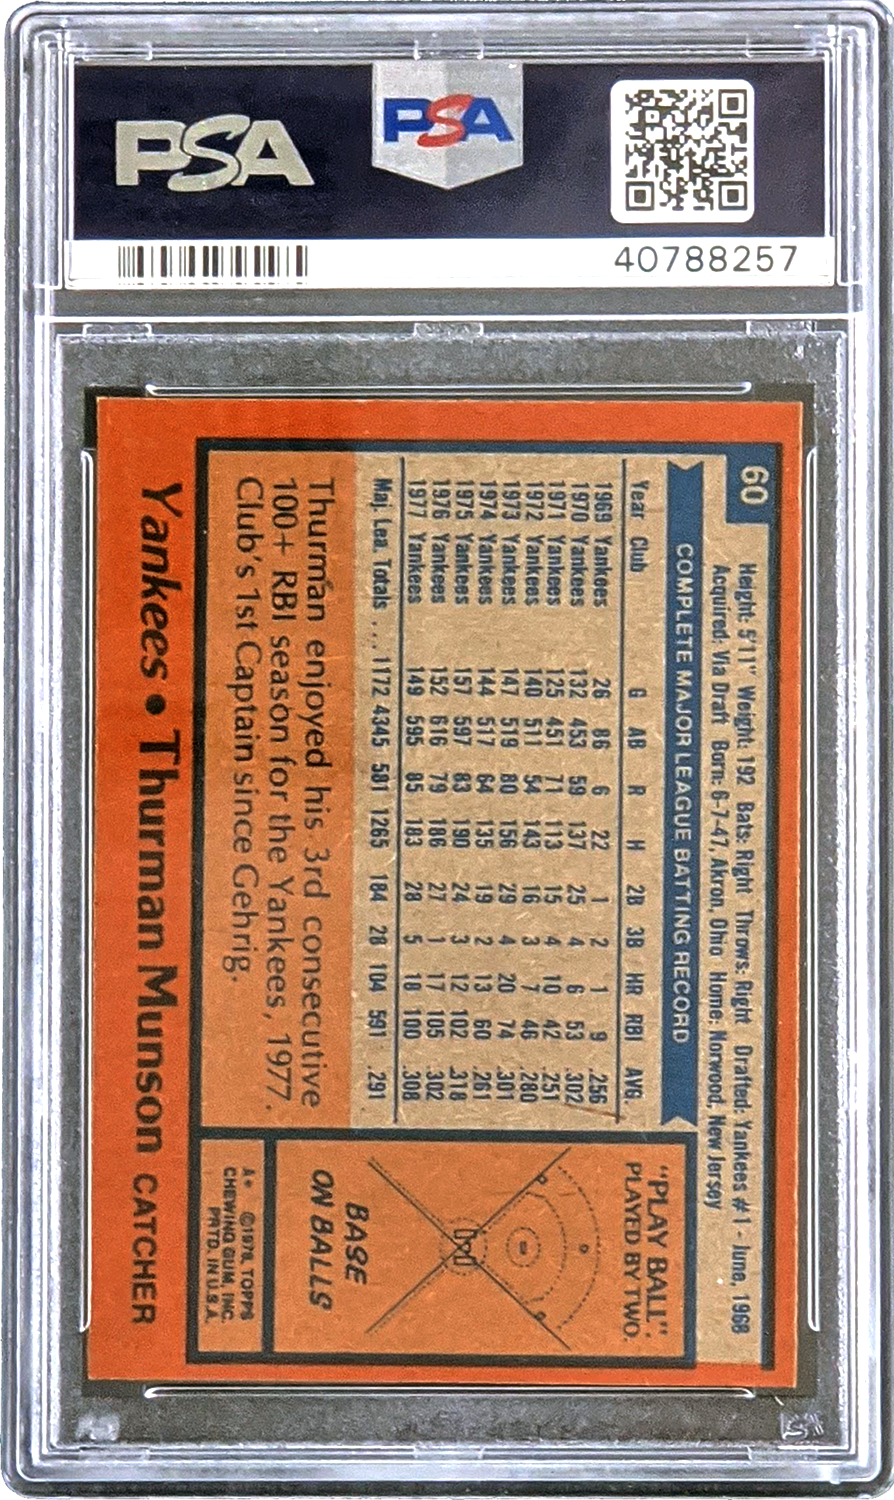 PSA
PSA
40788257
60
Height: 5'11" Weight: 192 Bats: Right Throws: Right Drafted: Yankees #1 - June, 1968
Acquired: Via Draft Born: 6-7-47, Akron, Ohio Home: Norwood, New Jersey
COMPLETE MAJOR LEAGUE BATTING RECORD
Year Club G AB R H 2B 3B HR RBI AVG.
1969 Yankees 26 86 6 22 1 2 1 9 .256
1970 Yankees 132 453 59 137 25 4 6 53 .302
1971 Yankees 125 451 71 113 15 4 10 42 .251
1972 Yankees 140 511 54 143 16 3 7 46 .280
1973 Yankees 147 519 80 156 29 4 20 74 .301
1974 Yankees 144 517 64 135 19 2 13 60 .261
1975 Yankees 157 597 83 190 24 3 12 102 .318
1976 Yankees 152 616 79 186 27 1 17 105 .302
1977 Yankees 149 595 85 183 28 5 18 100 .308
Maj. Lea. Totals .... 1172 4345 581 1265 184 28 104 591 .291
Thurman enjoyed his 3rd consecutive
100+ RBI season for the Yankees, 1977.
Club's 1st Captain since Gehrig.
"PLAY BALL"
PLAYED BY TWO.
BASE
ON BALLS
A* ©1978, TOPPS
CHEWING GUM, INC.
PRTD. IN U.S.A.
Yankees • Thurman Munson CATCHER